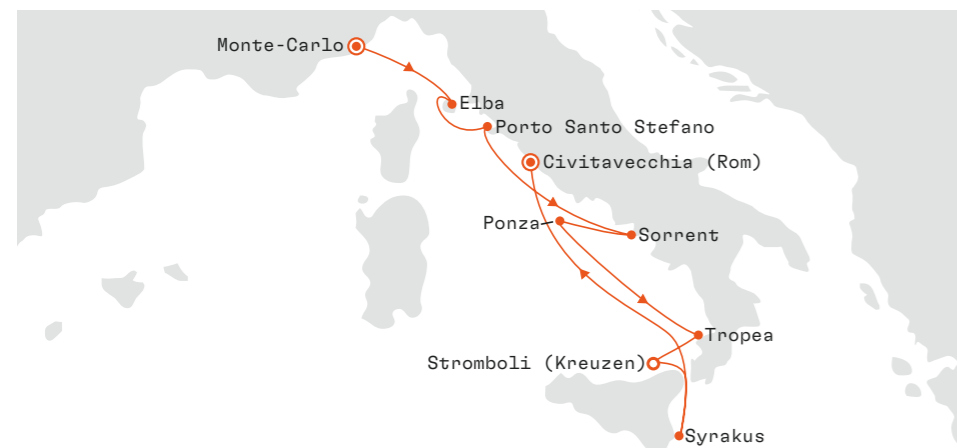 Monte-Carlo
Elba
Porto Santo Stefano
Civitavecchia (Rom)
Ponza
Sorrent
Tropea
Stromboli (Kreuzen)
Syrakus